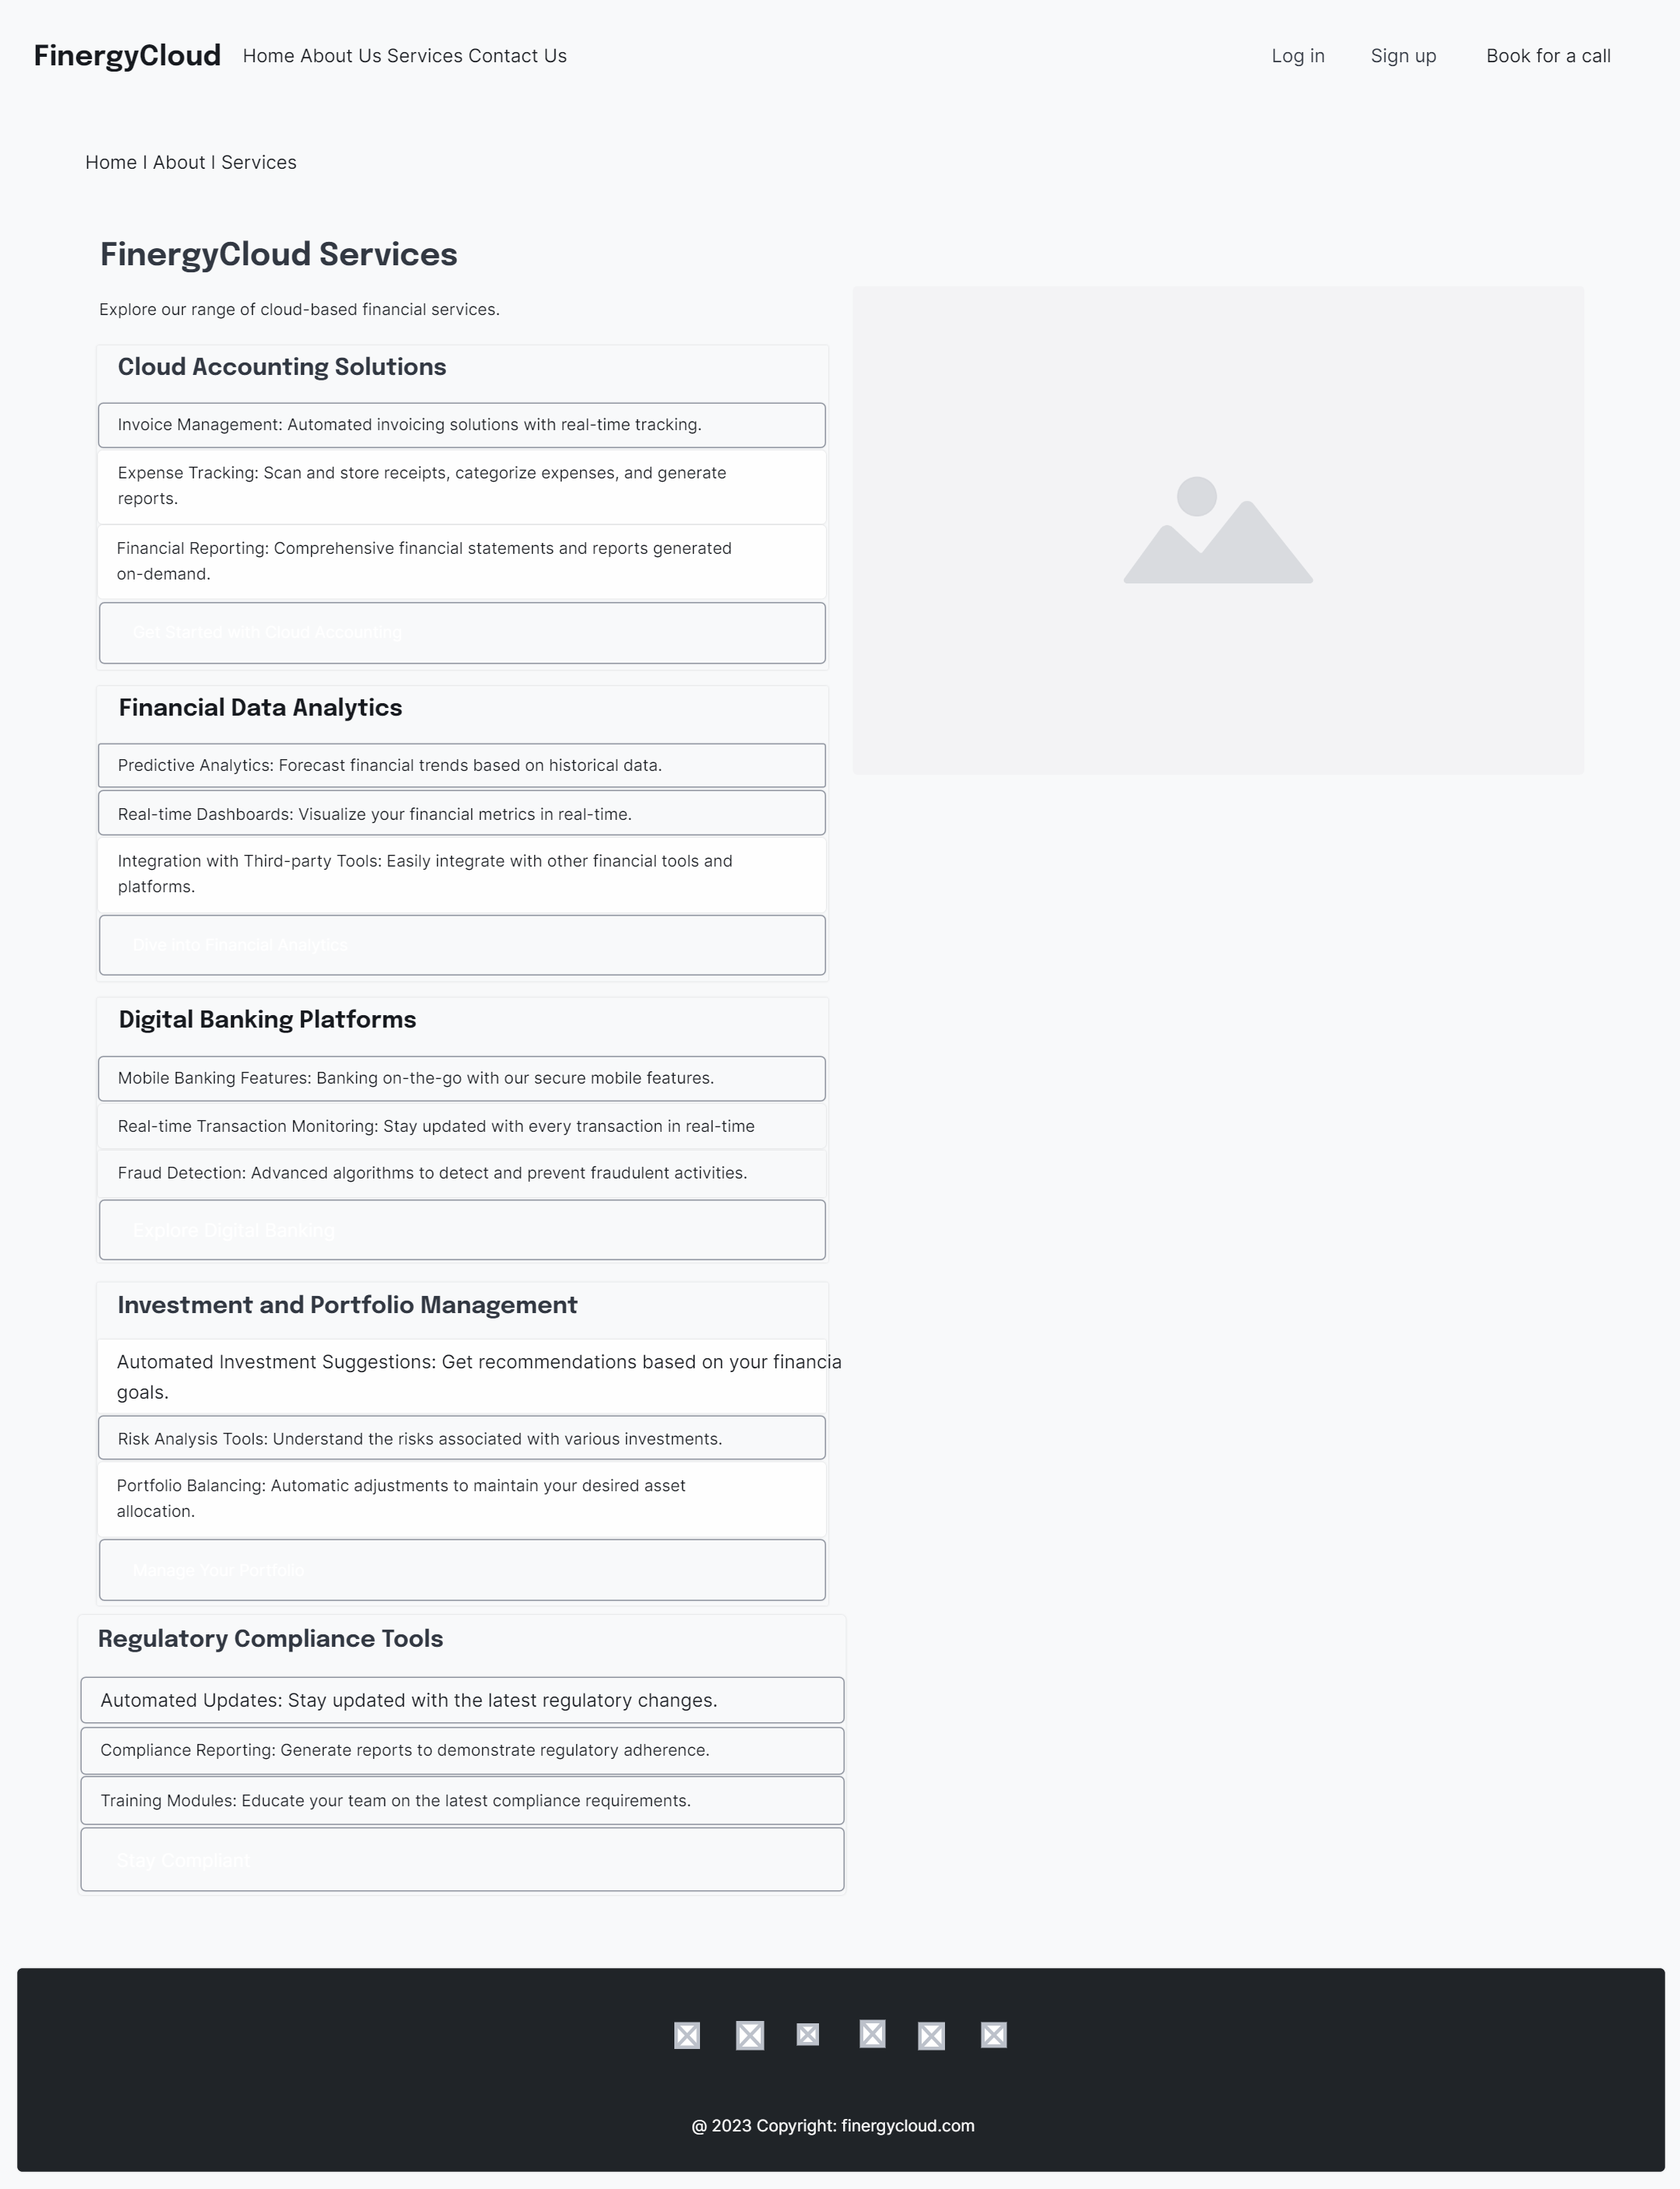 FinergyCloud Home About Us Services Contact Us Log in Sign up Book for a call
Home I About I Services
FinergyCloud Services
Explore our range of cloud-based financial services.
Cloud Accounting Solutions
Invoice Management: Automated invoicing solutions with real-time tracking.
Expense Tracking: Scan and store receipts, categorize expenses, and generate
reports.
Financial Reporting: Comprehensive financial statements and reports generated
on-demand.
Get Started with Cloud Accounting
Financial Data Analytics
Predictive Analytics: Forecast financial trends based on historical data.
Real-time Dashboards: Visualize your financial metrics in real-time.
Integration with Third-party Tools: Easily integrate with other financial tools and
platforms.
Dive into Financial Analytics
Digital Banking Platforms
Mobile Banking Features: Banking on-the-go with our secure mobile features.
Real-time Transaction Monitoring: Stay updated with every transaction in real-time
Fraud Detection: Advanced algorithms to detect and prevent fraudulent activities.
Explore Digital Banking
Investment and Portfolio Management
Automated Investment Suggestions: Get recommendations based on your financia
goals.
Risk Analysis Tools: Understand the risks associated with various investments.
Portfolio Balancing: Automatic adjustments to maintain your desired asset
allocation.
Manage Your Portfolio
Regulatory Compliance Tools
Automated Updates: Stay updated with the latest regulatory changes.
Compliance Reporting: Generate reports to demonstrate regulatory adherence.
Training Modules: Educate your team on the latest compliance requirements.
Stay Compliant
@ 2023 Copyright: finergycloud.com